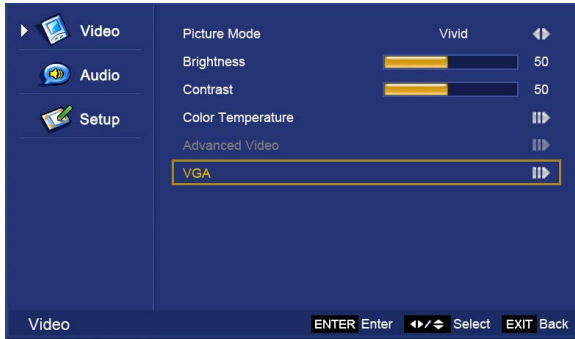 Video
Audio
Setup
Picture Mode Vivid
Brightness 50
Contrast 50
Color Temperature
Advanced Video
VGA
Video ENTER Enter Select EXIT Back